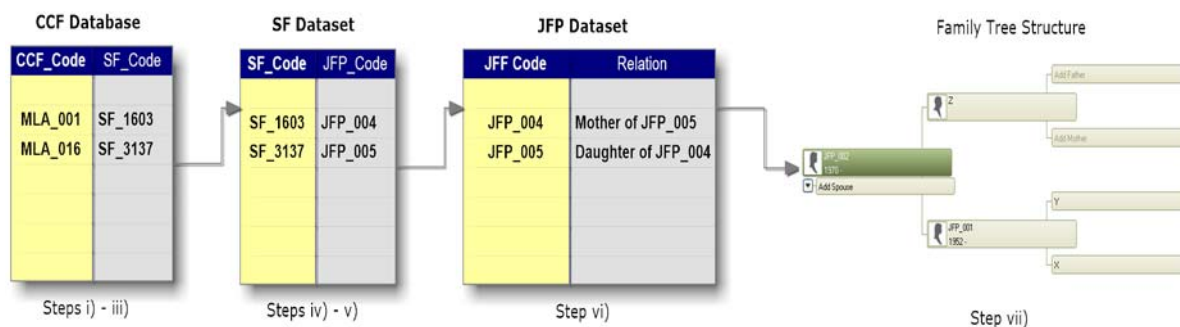 CCF Database
CCF_Code SF_Code
MLA_001 SF_1603
MLA_016 SF_3137
Steps i) - iii)
SF Dataset
SF_Code JFP_Code
SF_1603 JFP_004
SF_3137 JFP_005
Steps iv) - v)
JFP Dataset
JFF Code Relation
JFP_004 Mother of JFP_005
JFP_005 Daughter of JFP_004
Step vi)
Family Tree Structure
Add Father
Z
Add Mother
JFP_002
1970 -
Add Spouse
Y
JFP_001
1952 -
X
Step vii)